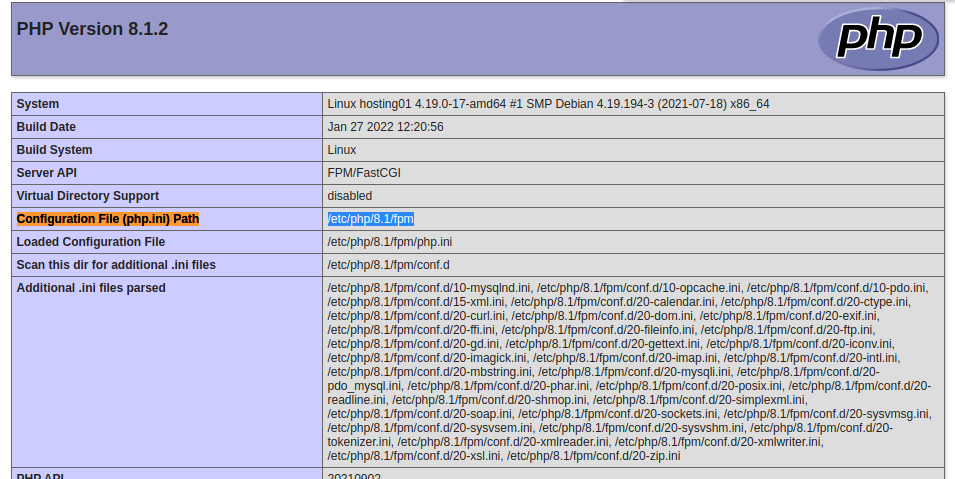 PHP Version 8.1.2
php
System Linux hosting01 4.19.0-17-amd64 #1 SMP Debian 4.19.194-3 (2021-07-18) x86_64
Build Date Jan 27 2022 12:20:56
Build System Linux
Server API FPM/FastCGI
Virtual Directory Support disabled
Configuration File (php.ini) Path /etc/php/8.1/fpm
Loaded Configuration File /etc/php/8.1/fpm/php.ini
Scan this dir for additional .ini files /etc/php/8.1/fpm/conf.d
Additional .ini files parsed /etc/php/8.1/fpm/conf.d/10-mysqlnd.ini, /etc/php/8.1/fpm/conf.d/10-opcache.ini, /etc/php/8.1/fpm/conf.d/10-pdo.ini,
/etc/php/8.1/fpm/conf.d/15-xml.ini, /etc/php/8.1/fpm/conf.d/20-calendar.ini, /etc/php/8.1/fpm/conf.d/20-ctype.ini,
/etc/php/8.1/fpm/conf.d/20-curl.ini, /etc/php/8.1/fpm/conf.d/20-dom.ini, /etc/php/8.1/fpm/conf.d/20-exif.ini,
/etc/php/8.1/fpm/conf.d/20-ffi.ini, /etc/php/8.1/fpm/conf.d/20-fileinfo.ini, /etc/php/8.1/fpm/conf.d/20-ftp.ini,
/etc/php/8.1/fpm/conf.d/20-gd.ini, /etc/php/8.1/fpm/conf.d/20-gettext.ini, /etc/php/8.1/fpm/conf.d/20-iconv.ini,
/etc/php/8.1/fpm/conf.d/20-imagick.ini, /etc/php/8.1/fpm/conf.d/20-imap.ini, /etc/php/8.1/fpm/conf.d/20-intl.ini,
/etc/php/8.1/fpm/conf.d/20-mbstring.ini, /etc/php/8.1/fpm/conf.d/20-mysqli.ini, /etc/php/8.1/fpm/conf.d/20-
pdo_mysql.ini, /etc/php/8.1/fpm/conf.d/20-phar.ini, /etc/php/8.1/fpm/conf.d/20-posix.ini, /etc/php/8.1/fpm/conf.d/20-
readline.ini, /etc/php/8.1/fpm/conf.d/20-shmop.ini, /etc/php/8.1/fpm/conf.d/20-simplexml.ini,
/etc/php/8.1/fpm/conf.d/20-soap.ini, /etc/php/8.1/fpm/conf.d/20-sockets.ini, /etc/php/8.1/fpm/conf.d/20-sysvmsg.ini,
/etc/php/8.1/fpm/conf.d/20-sysvsem.ini, /etc/php/8.1/fpm/conf.d/20-sysvshm.ini, /etc/php/8.1/fpm/conf.d/20-
tokenizer.ini, /etc/php/8.1/fpm/conf.d/20-xmlreader.ini, /etc/php/8.1/fpm/conf.d/20-xmlwriter.ini,
/etc/php/8.1/fpm/conf.d/20-xsl.ini, /etc/php/8.1/fpm/conf.d/20-zip.ini
PHP API 20210902